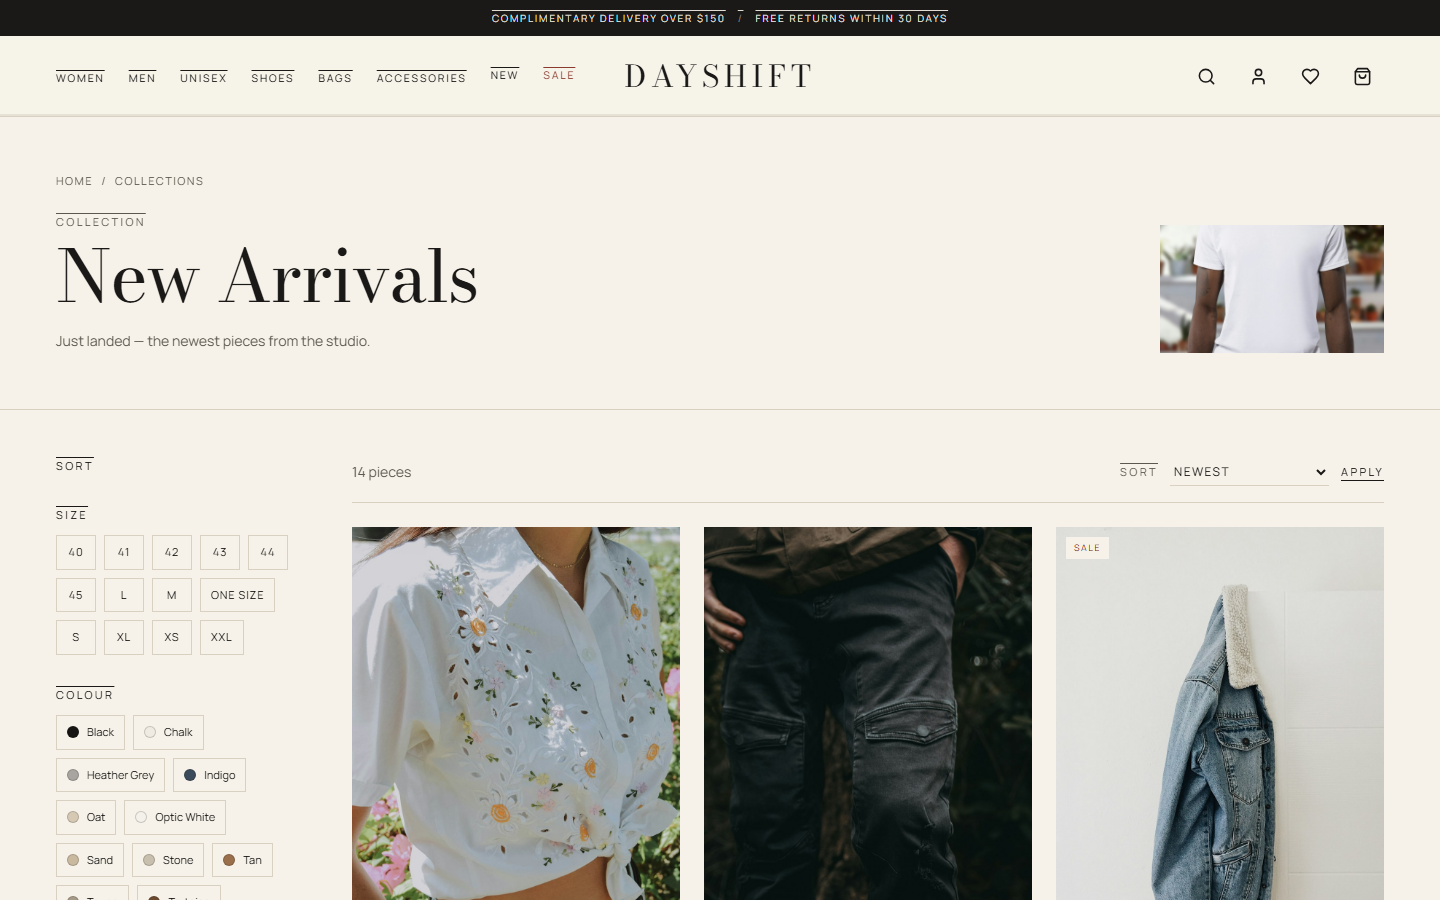 COMPLIMENTARY DELIVERY OVER $150 / FREE RETURNS WITHIN 30 DAYS
WOMEN MEN UNISEX SHOES BAGS ACCESSORIES NEW SALE DAYSHIFT
HOME / COLLECTIONS
COLLECTION
New Arrivals
Just landed — the newest pieces from the studio.
SORT
14 pieces SORT NEWEST APPLY
SIZE
40 41 42 43 44
45 L M ONE SIZE
S XL XS XXL
COLOUR
Black Chalk
Heather Grey Indigo
Oat Optic White
Sand Stone Tan
SALE